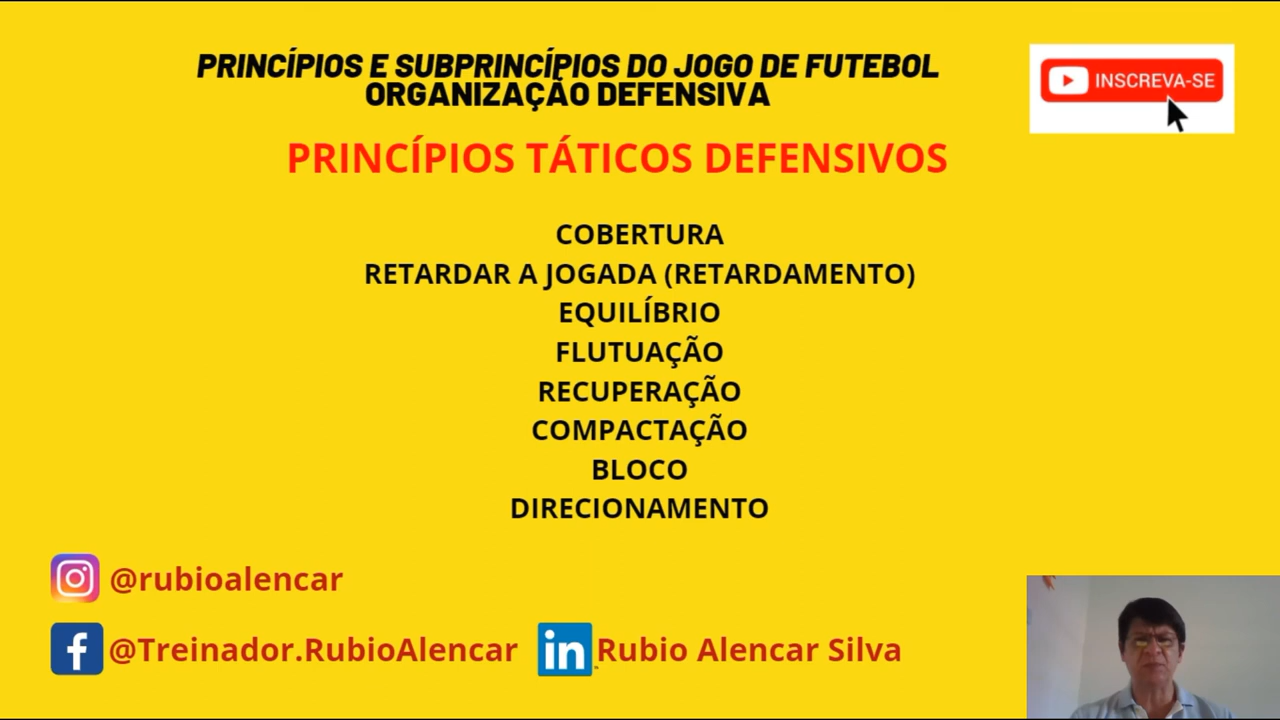 PRINCÍPIOS E SUBPRINCÍPIOS DO JOGO DE FUTEBOL
ORGANIZAÇÃO DEFENSIVA
INSCREVA-SE
PRINCÍPIOS TÁTICOS DEFENSIVOS
COBERTURA
RETARDAR A JOGADA (RETARDAMENTO)
EQUILÍBRIO
FLUTUAÇÃO
RECUPERAÇÃO
COMPACTAÇÃO
BLOCO
DIRECIONAMENTO
@rubioalencar
@Treinador.RubioAlencar
in Rubio Alencar Silva